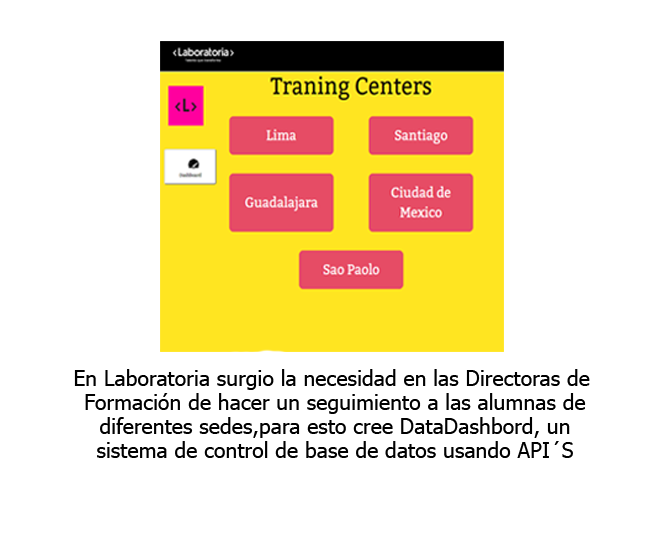 <Laboratoria>
Traning Centers
<L>
Lima
Santiago
Dashboard
Guadalajara
Ciudad de
Mexico
Sao Paolo
En Laboratoria surgio la necesidad en las Directoras de
Formación de hacer un seguimiento a las alumnas de
diferentes sedes,para esto cree DataDashbord, un
sistema de control de base de datos usando API´S